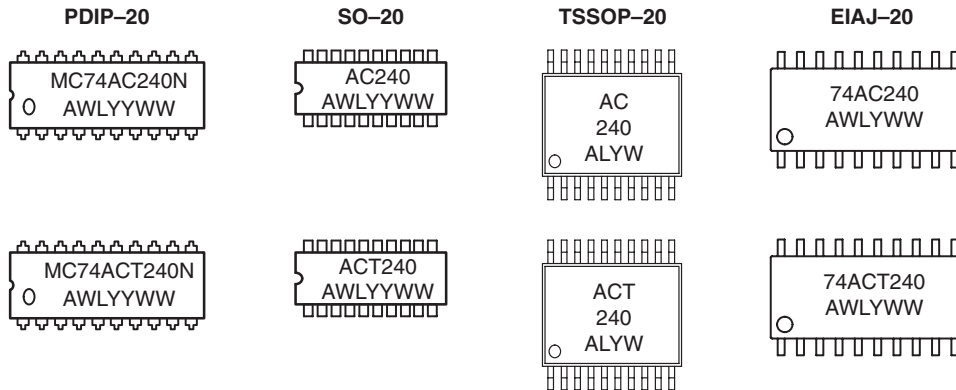 PDIP–20
SO–20
TSSOP–20
EIAJ–20
MC74AC240N
AWLYYWW
AC240
AWLYYWW
AC
240
ALYW
74AC240
AWLYWW
MC74ACT240N
AWLYYWW
ACT240
AWLYYWW
ACT
240
ALYW
74ACT240
AWLYWW